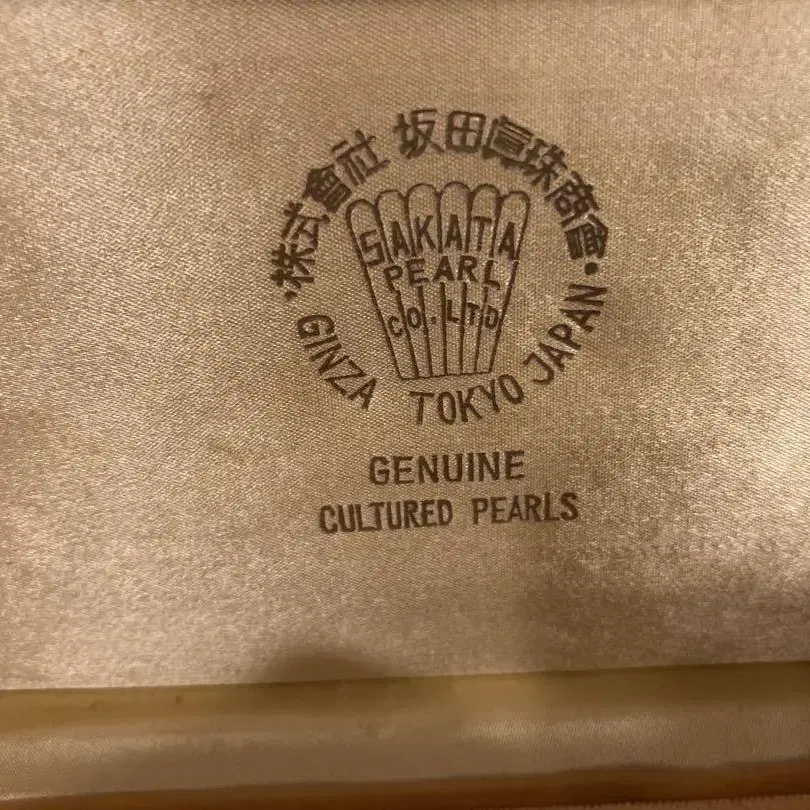 株式會社 坂田眞珠商會
SAKATA
PEARL
CO. LTD
GINZA TOKYO JAPAN
GENUINE
CULTURED PEARLS